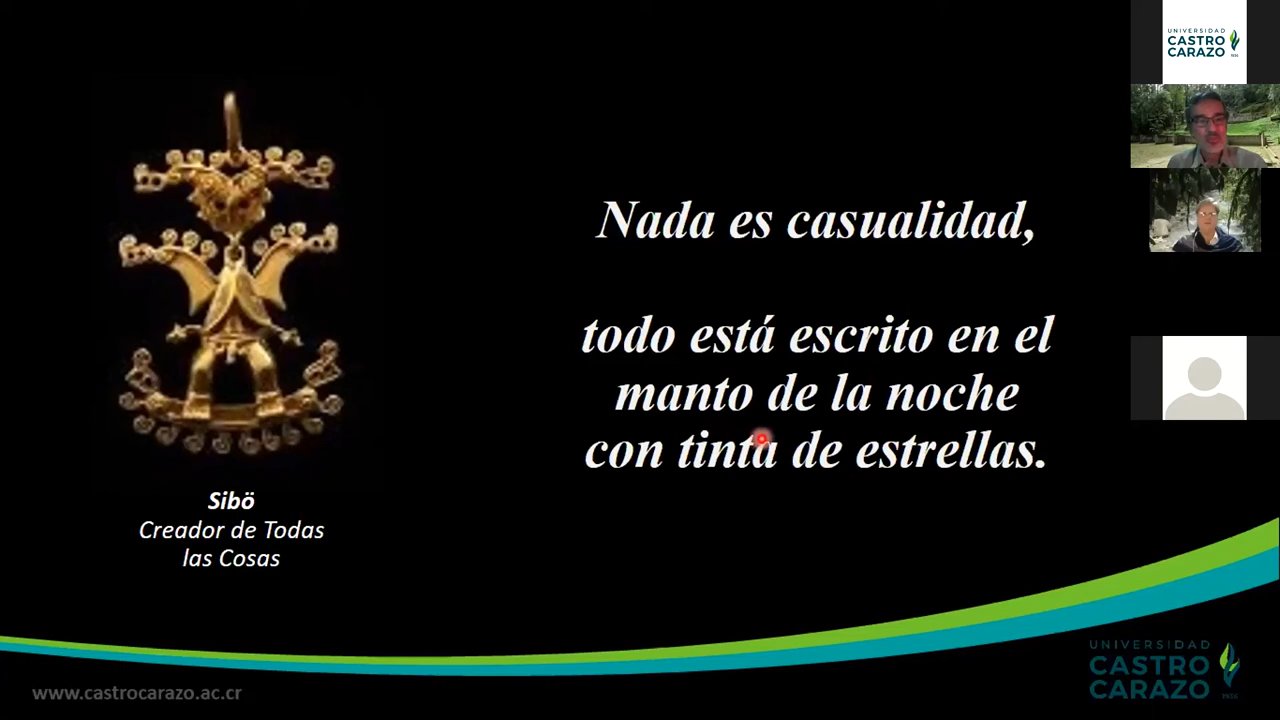 Nada es casualidad,
todo está escrito en el
manto de la noche
con tinta de estrellas.
Sibö
Creador de Todas
las Cosas
www.castrocarazo.ac.cr
UNIVERSIDAD
CASTRO
CARAZO
UNIVERSIDAD
CASTRO
CARAZO